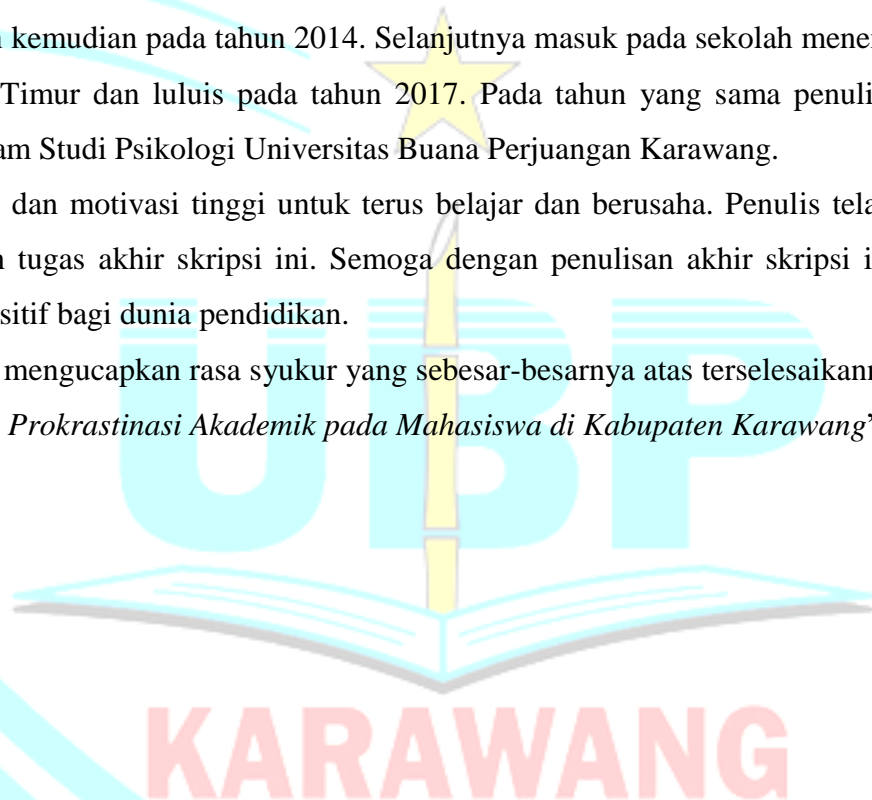 kemudian pada tahun 2014. Selanjutnya masuk pada sekolah mene
Timur dan luluis pada tahun 2017. Pada tahun yang sama penuli
am Studi Psikologi Universitas Buana Perjuangan Karawang.
dan motivasi tinggi untuk terus belajar dan berusaha. Penulis tela
n tugas akhir skripsi ini. Semoga dengan penulisan akhir skripsi i
sitif bagi dunia pendidikan.
mengucapkan rasa syukur yang sebesar-besarnya atas terselesaikann
Prokrastinasi Akademik pada Mahasiswa di Kabupaten Karawang”
UBP
KARAWANG